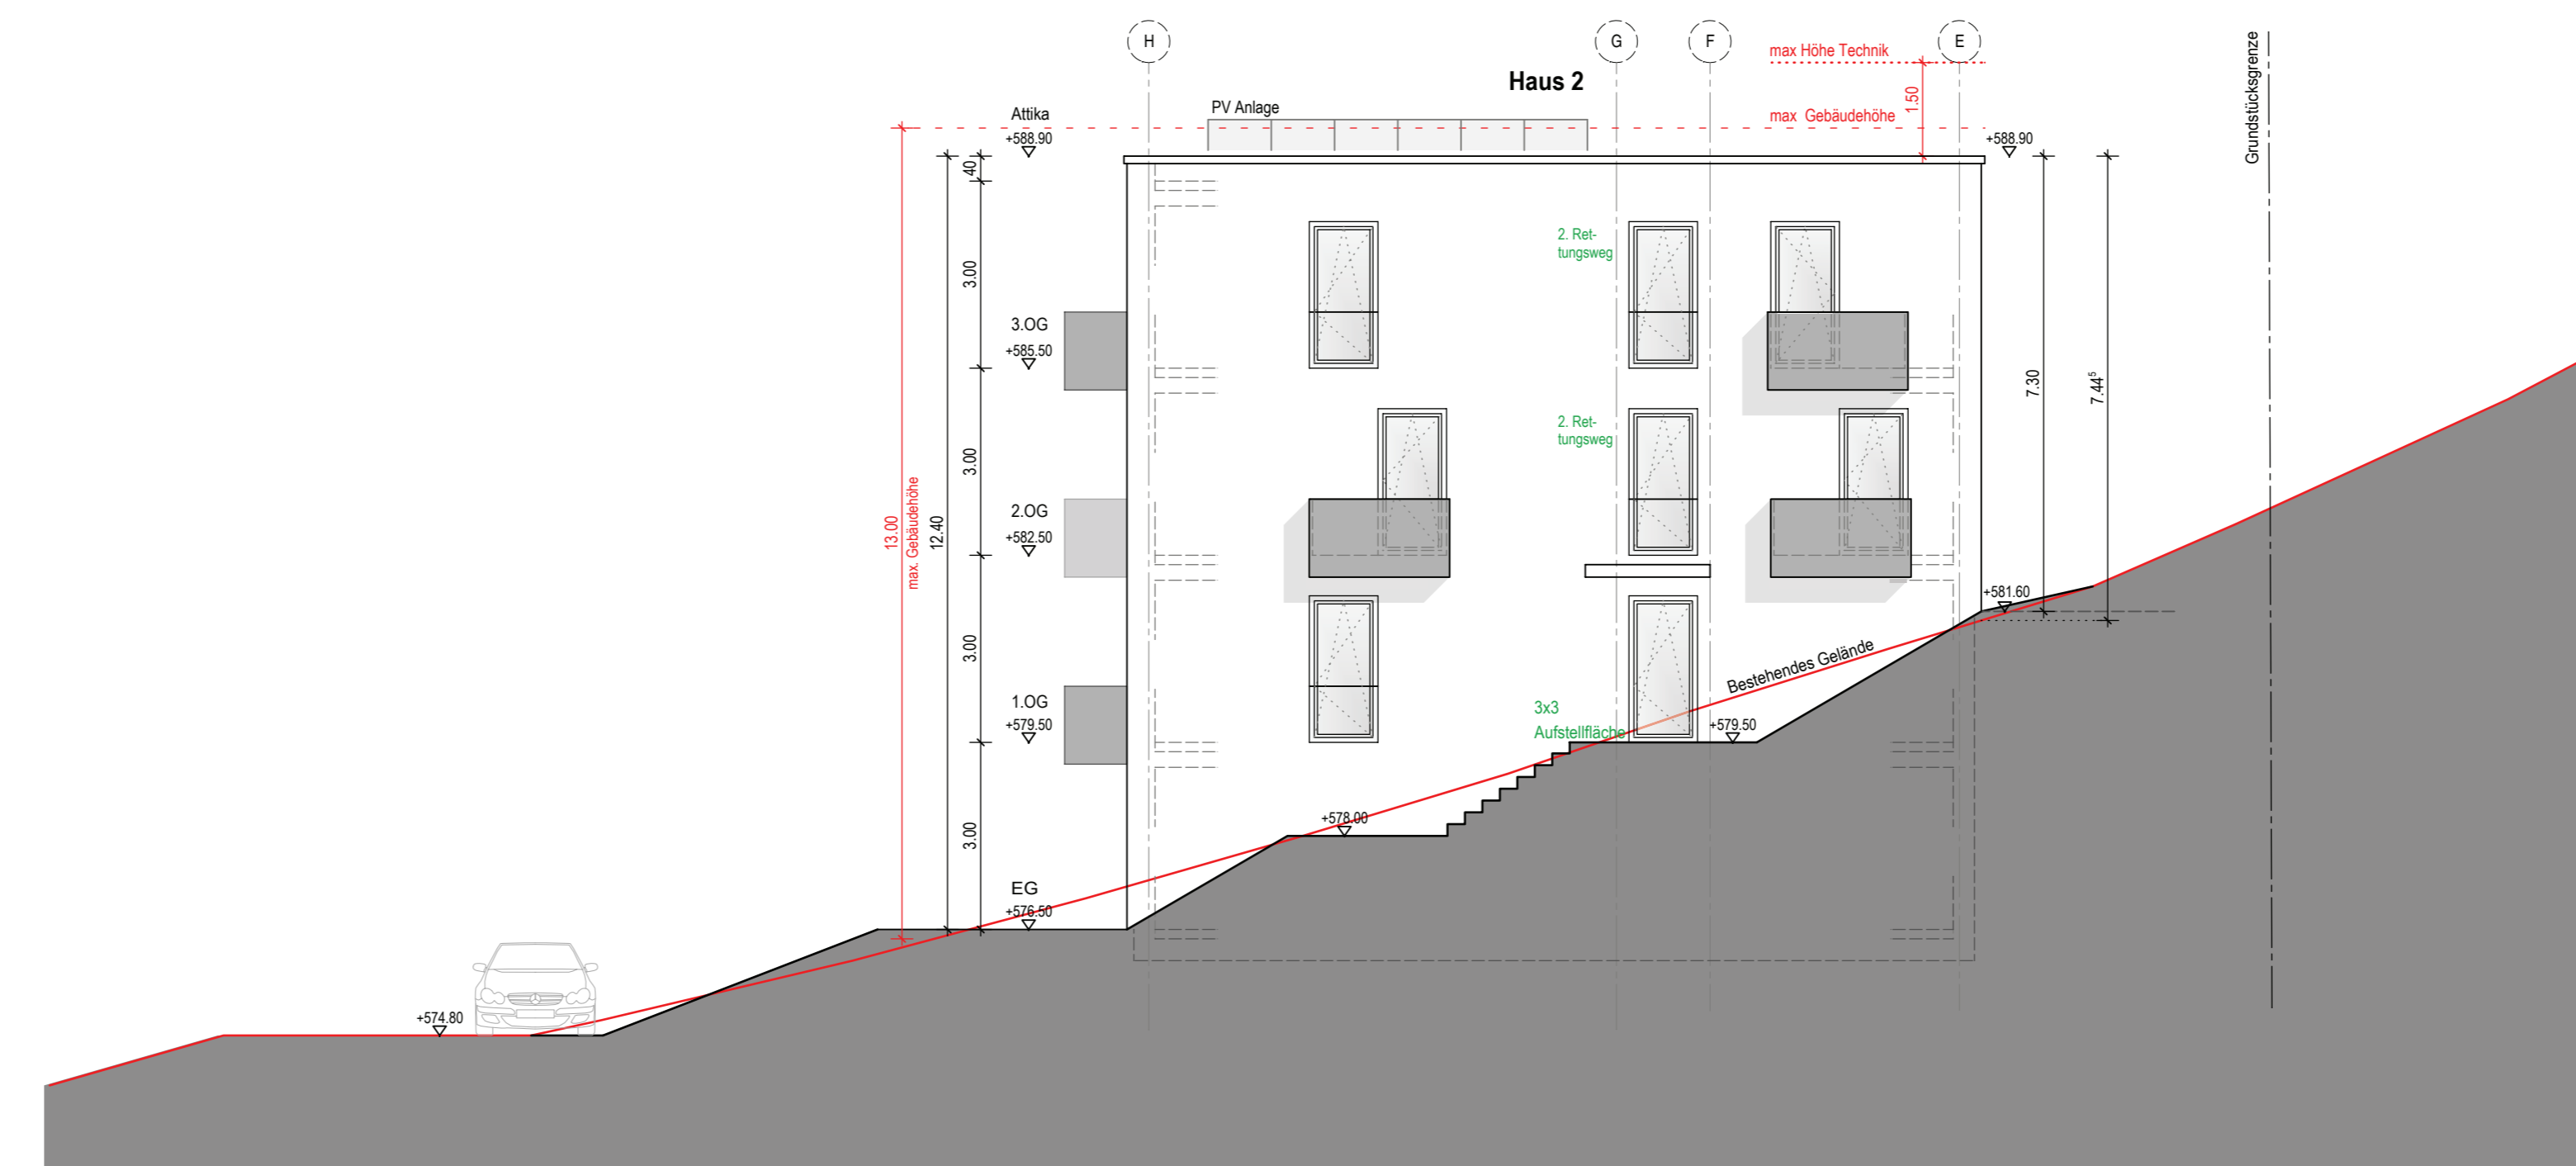 H
G
F
E
max Höhe Technik
Haus 2
1.50
Grundstücksgrenze
PV Anlage
Attika
+588.90
max Gebäudehöhe
+588.90
40
3.00
2. Ret-
tungsweg
3.OG
+585.50
7.30
7.44⁵
2. Ret-
tungsweg
3.00
2.OG
+582.50
13.00
max. Gebäudehöhe
12.40
+581.60
3.00
Bestehendes Gelände
1.OG
+579.50
3x3
Aufstellfläche
+579.50
+578.00
3.00
EG
+576.50
+574.80